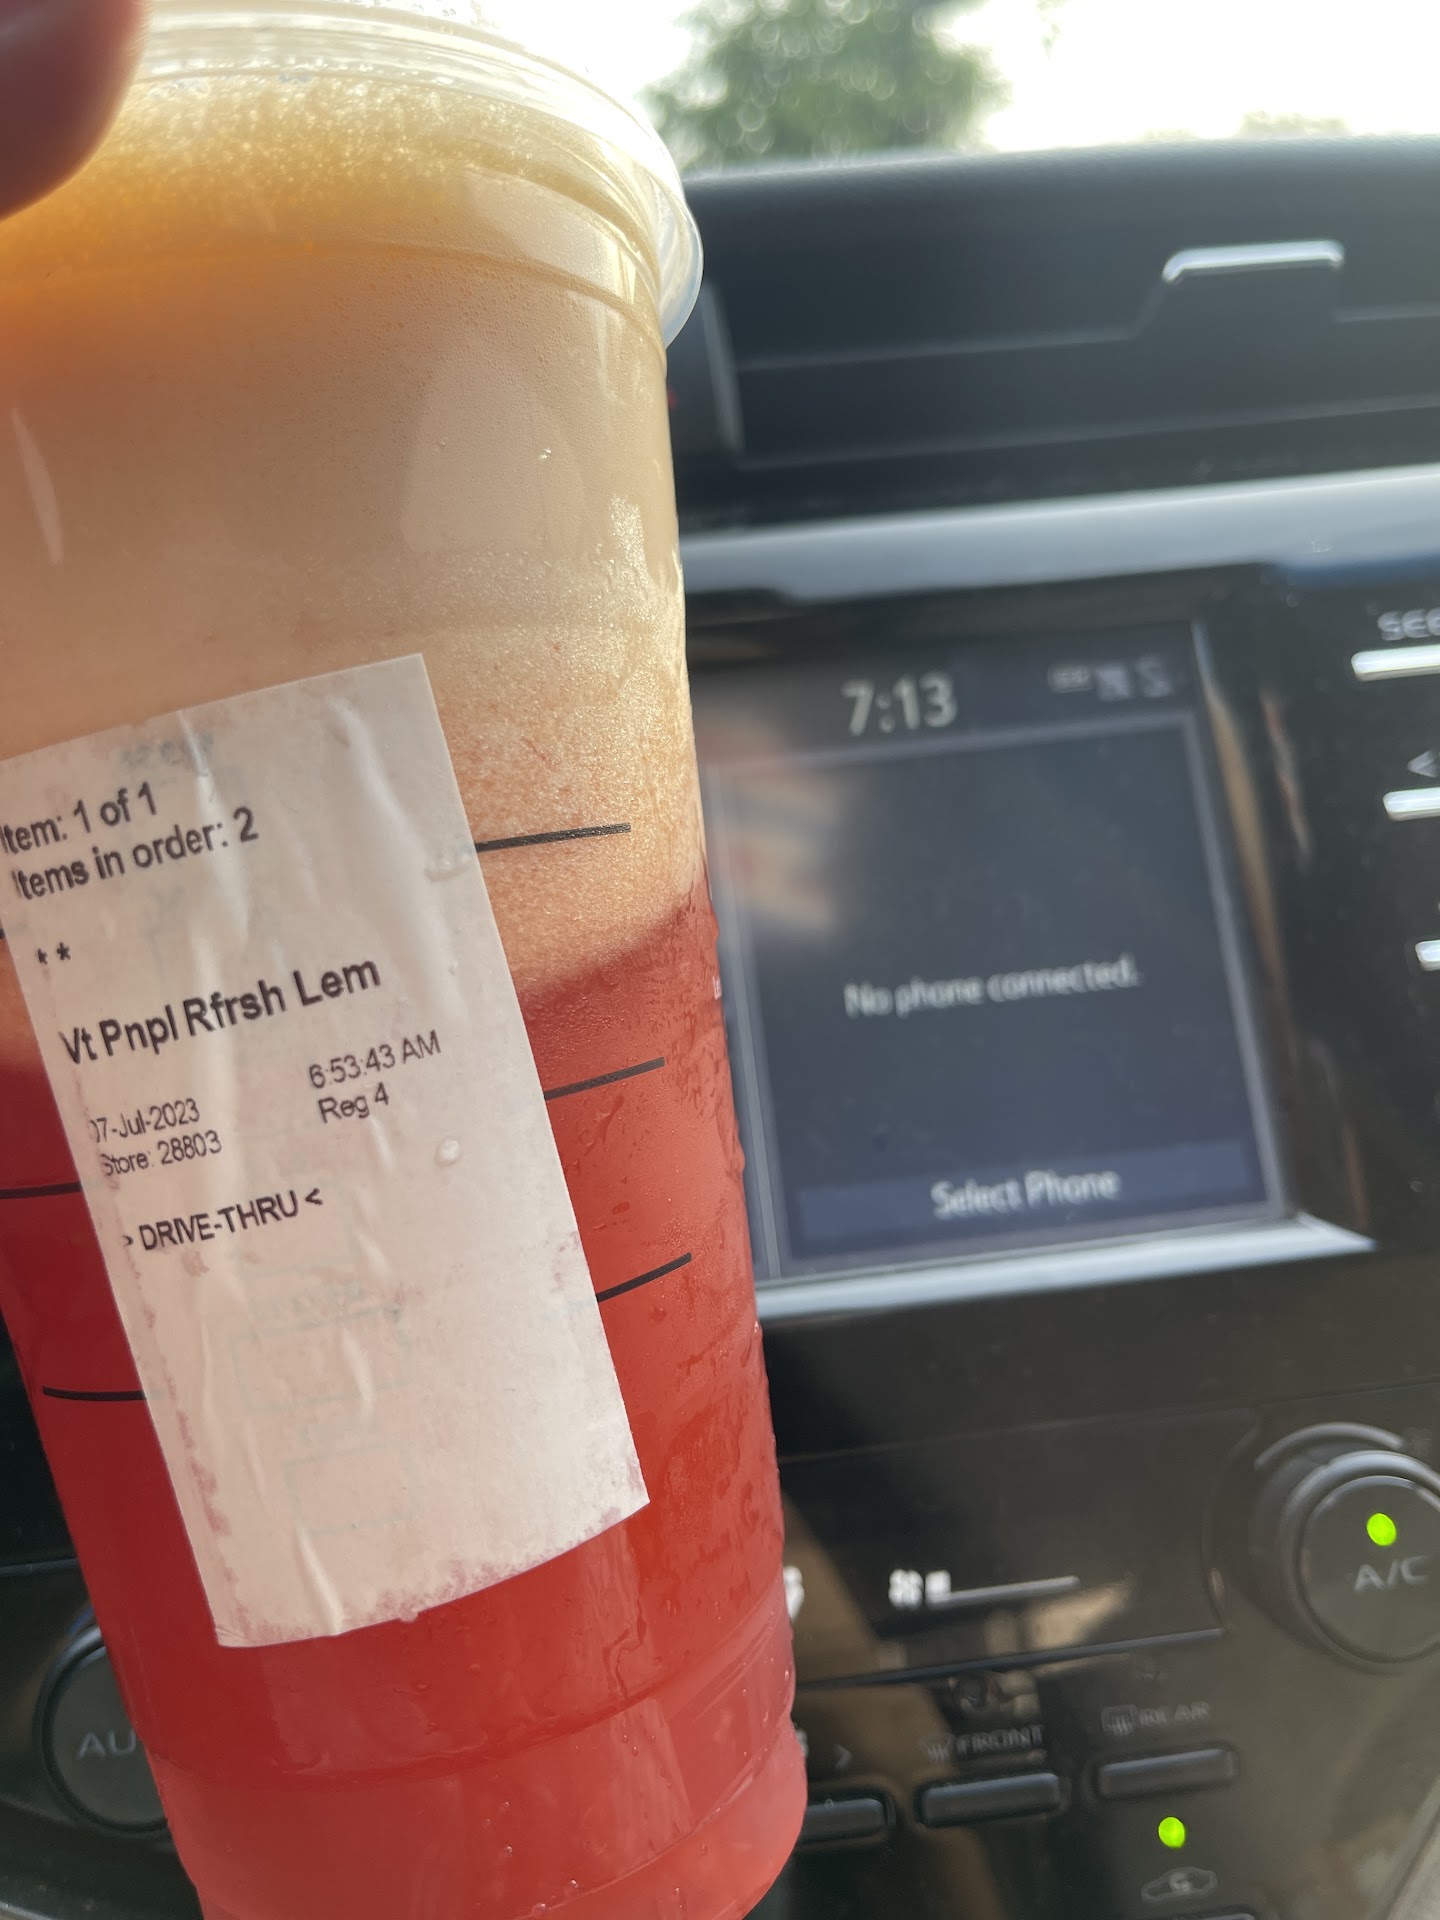 Item: 1 of 1
Items in order: 2
**
Vt Pnpl Rfrsh Lem
6:53:43 AM
07-Jul-2023
Reg 4
Store: 28803
> DRIVE-THRU <
7:13
No phone connected.
Select Phone
A/C
FRONT
REAR